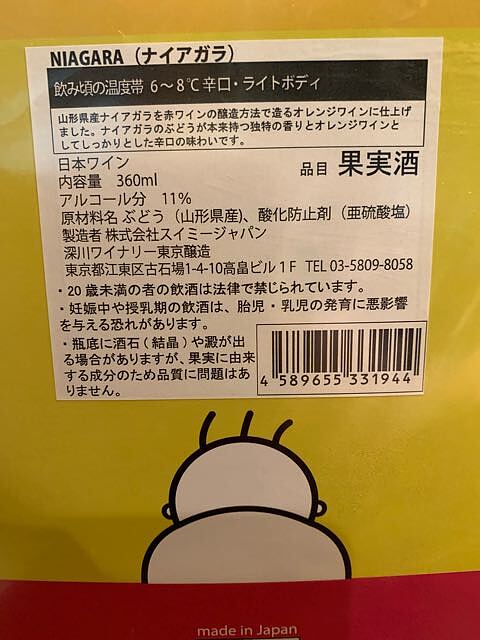 NIAGARA（ナイアガラ）
飲み頃の温度帯 6～8℃ 辛口・ライトボディ
山形県産ナイアガラを赤ワインの醸造方法で造るオレンジワインに仕上げ
ました。ナイアガラのぶどうが本来持つ独特の香りとオレンジワインと
してしっかりとした辛口の味わいです。
日本ワイン
品目 果実酒
内容量 360ml
アルコール分 11%
原材料名 ぶどう（山形県産)、酸化防止剤（亜硫酸塩）
製造者 株式会社スイミージャパン
深川ワイナリー東京醸造
東京都江東区古石場1-4-10高畠ビル１F TEL 03-5809-8058
・20 歳未満の者の飲酒は法律で禁じられています。
・妊娠中や授乳期の飲酒は、胎児・乳児の発育に悪影響
を与える恐れがあります。
・瓶底に酒石 ( 結晶 ) や澱が出
る場合がありますが、果実に由来
する成分のため品質に問題はあ
りません。
4 589655 331944
made in Japan